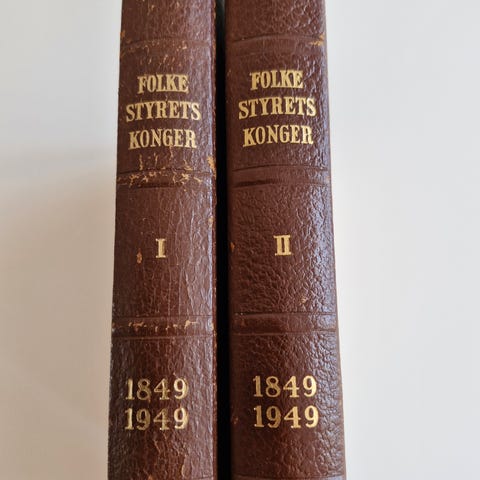 FOLKE
STYRETS
KONGER
I
1849
1949
FOLKE
STYRETS
KONGER
II
1849
1949